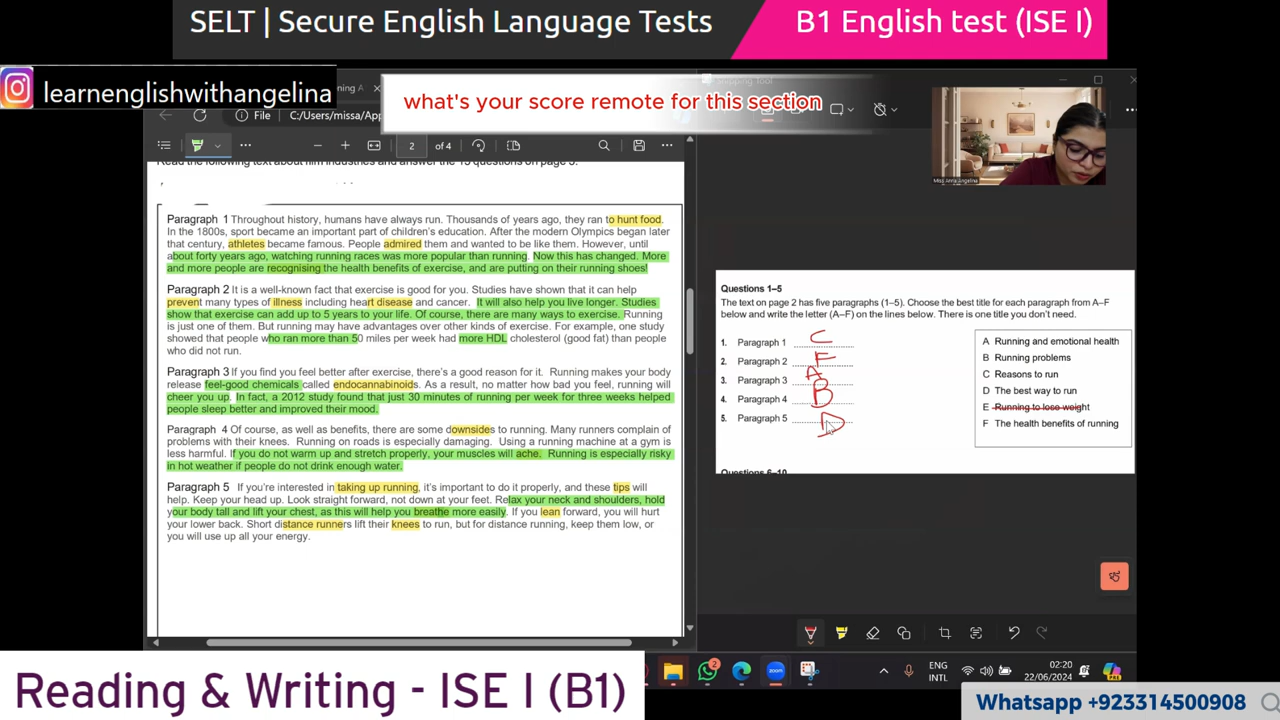 SELT | Secure English Language Tests
B1 English test (ISE I)
learnenglishwithangelina
what's your score remote for this section
File
C:/Users/missa/App
2
of 4
Paragraph 1 Throughout history, humans have always run. Thousands of years ago, they ran to hunt food.
In the 1800s, sport became an important part of children's education. After the modern Olympics began later
that century, athletes became famous. People admired them and wanted to be like them. However, until
about forty years ago, watching running races was more popular than running. Now this has changed. More
and more people are recognising the health benefits of exercise, and are putting on their running shoes!
Paragraph 2 It is a well-known fact that exercise is good for you. Studies have shown that it can help
prevent many types of illness including heart disease and cancer. It will also help you live longer. Studies
show that exercise can add up to 5 years to your life. Of course, there are many ways to exercise. Running
is just one of them. But running may have advantages over other kinds of exercise. For example, one study
showed that people who ran more than 50 miles per week had more HDL cholesterol (good fat) than people
who did not run.
Paragraph 3 If you find you feel better after exercise, there's a good reason for it. Running makes your body
release feel-good chemicals called endocannabinoids. As a result, no matter how bad you feel, running will
cheer you up. In fact, a 2012 study found that just 30 minutes of running per week for three weeks helped
people sleep better and improved their mood.
Paragraph 4 Of course, as well as benefits, there are some downsides to running. Many runners complain of
problems with their knees. Running on roads is especially damaging. Using a running machine at a gym is
less harmful. If you do not warm up and stretch properly, your muscles will ache. Running is especially risky
in hot weather if people do not drink enough water.
Paragraph 5 If you're interested in taking up running, it's important to do it properly, and these tips will
help. Keep your head up. Look straight forward, not down at your feet. Relax your neck and shoulders, hold
your body tall and lift your chest, as this will help you breathe more easily. If you lean forward, you will hurt
your lower back. Short distance runners lift their knees to run, but for distance running, keep them low, or
you will use up all your energy.
Miss Anna Angelina
Questions 1–5
The text on page 2 has five paragraphs (1–5). Choose the best title for each paragraph from A–F
below and write the letter (A–F) on the lines below. There is one title you don't need.
1. Paragraph 1 C
2. Paragraph 2 F
3. Paragraph 3 A
4. Paragraph 4 B
5. Paragraph 5 D
A Running and emotional health
B Running problems
C Reasons to run
D The best way to run
E Running to lose weight
F The health benefits of running
Questions 6–10
2
ENG
INTL
02:20
22/06/2024
Reading & Writing - ISE I (B1)
Whatsapp +923314500908